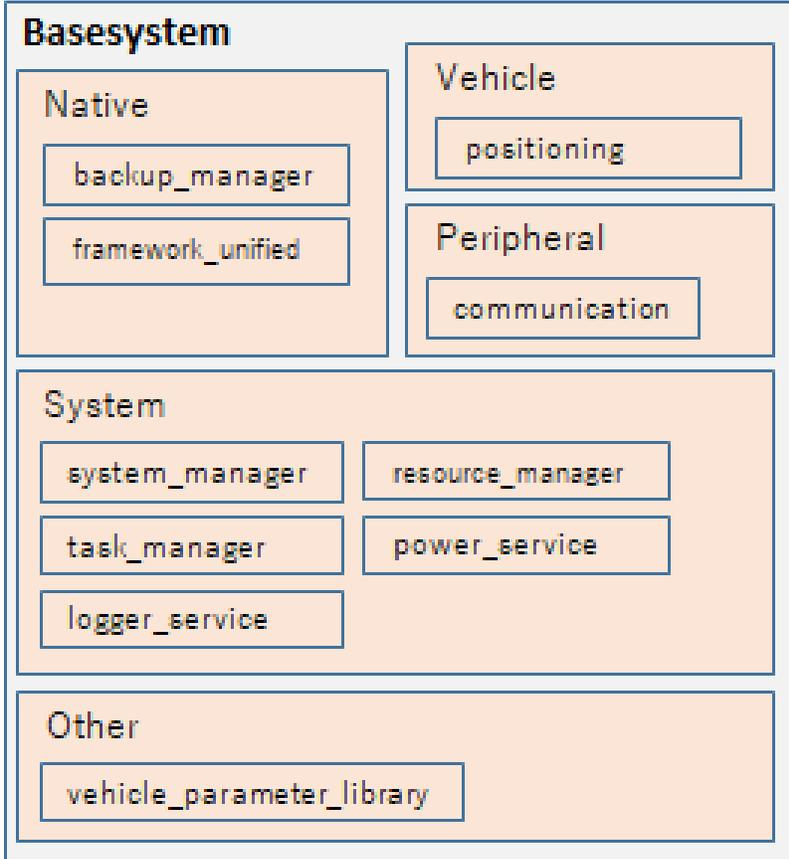 Basesystem
Native
backup_manager
framework_unified
Vehicle
positioning
Peripheral
communication
System
system_manager
resource_manager
task_manager
power_service
logger_service
Other
vehicle_parameter_library